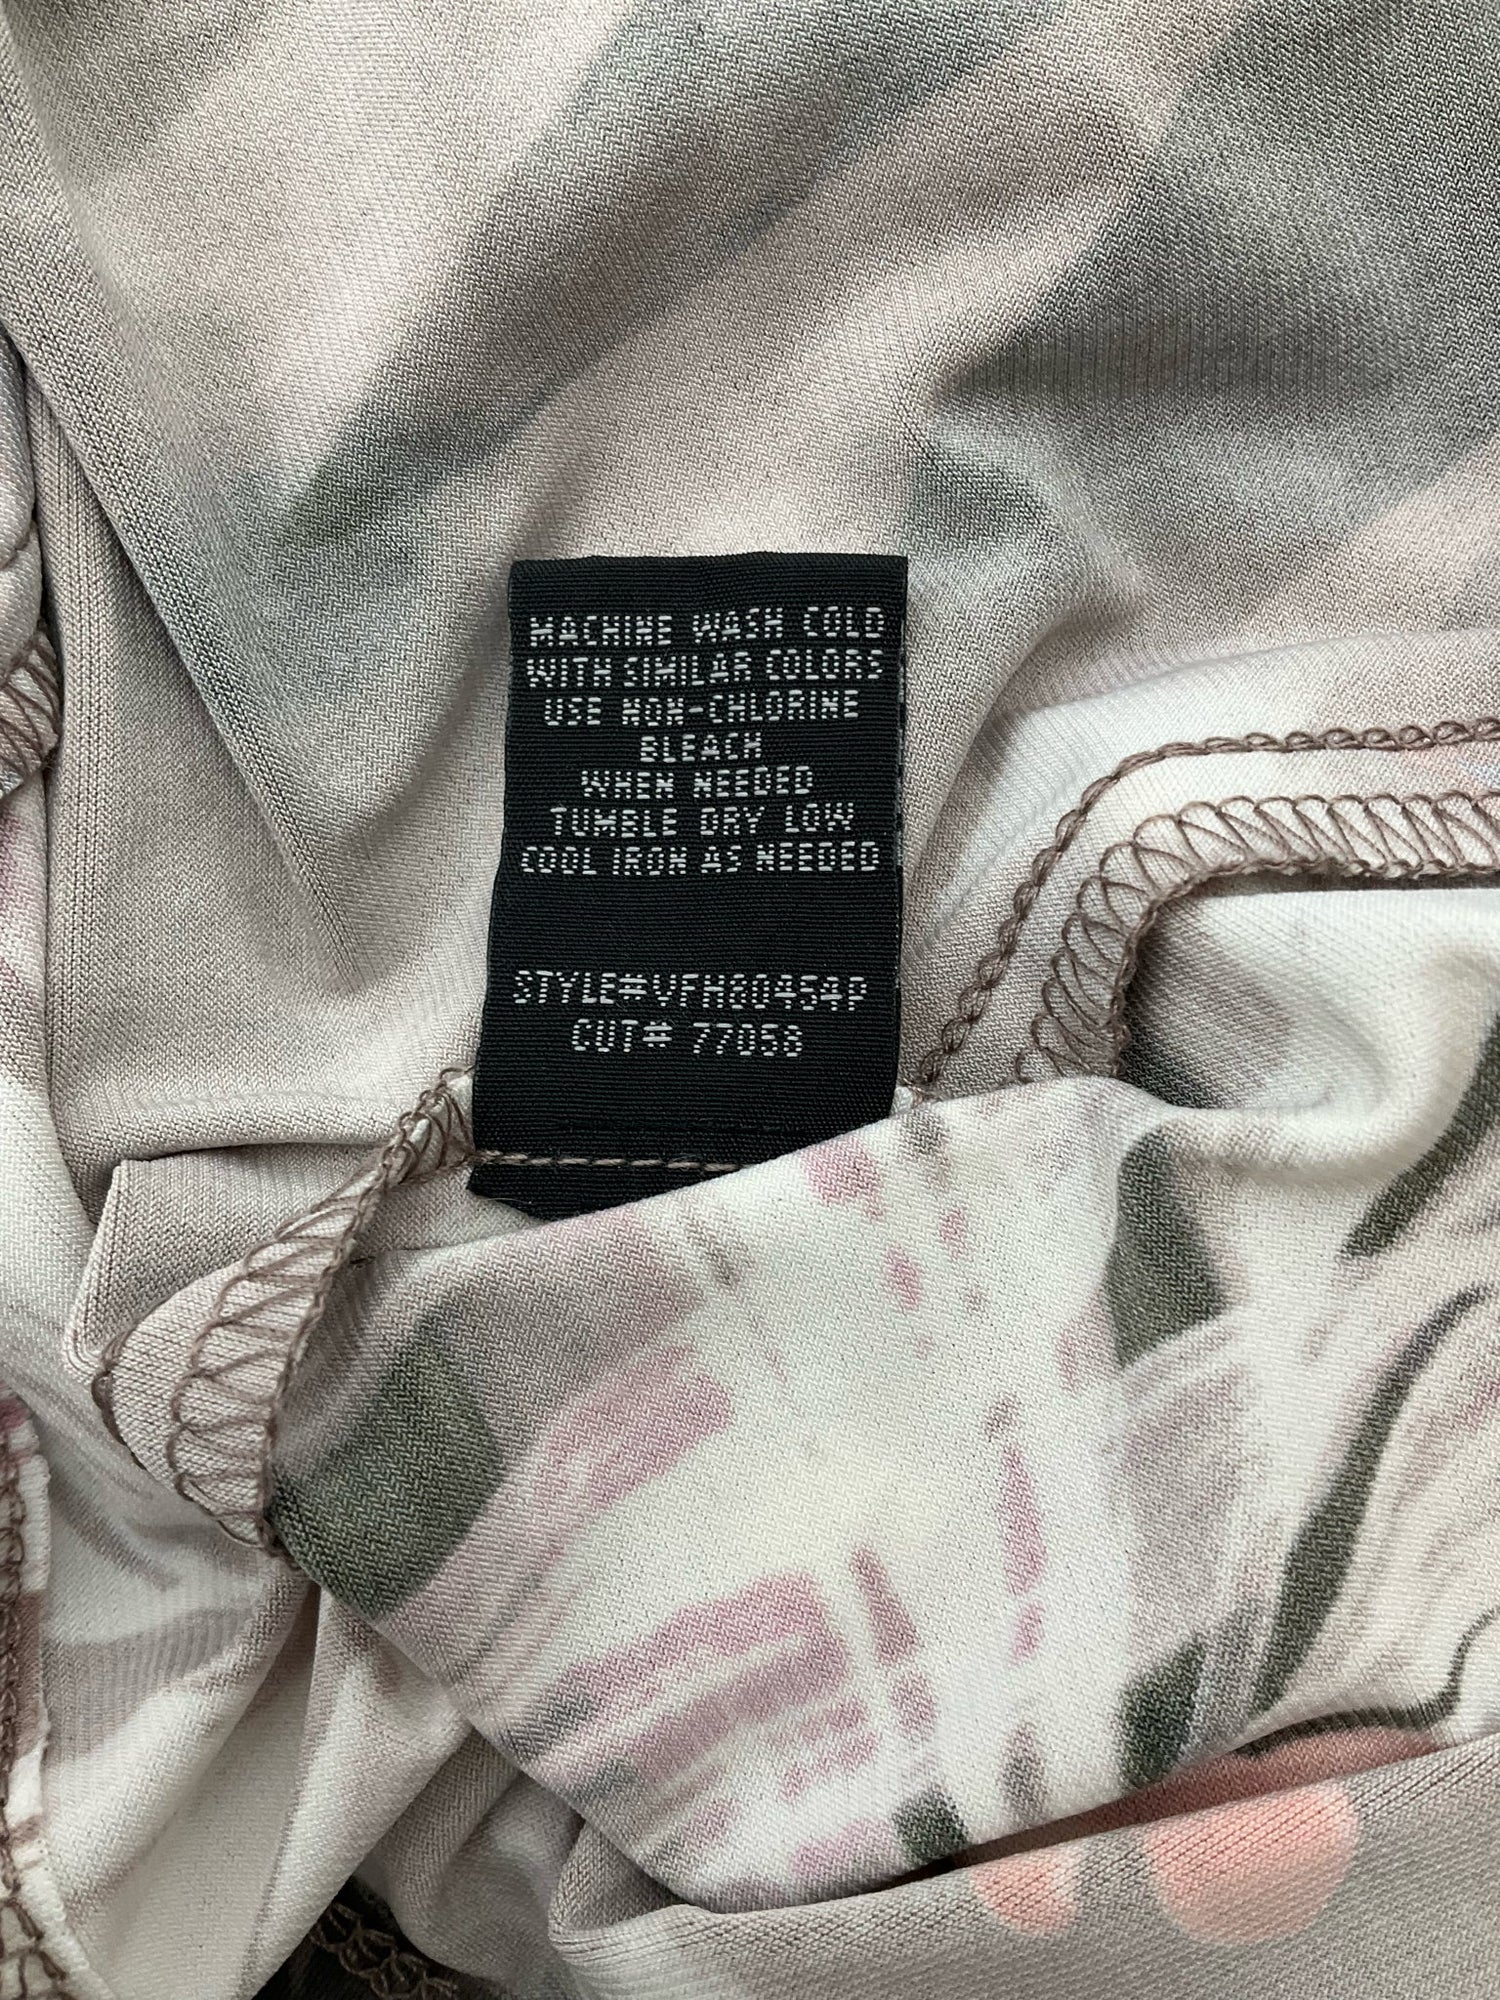 MACHINE WASH COLD
WITH SIMILAR COLORS
USE NON-CHLORINE
BLEACH
WHEN NEEDED
TUMBLE DRY LOW
COOL IRON AS NEEDED
STYLE#VFH80454P
CUT# 77058